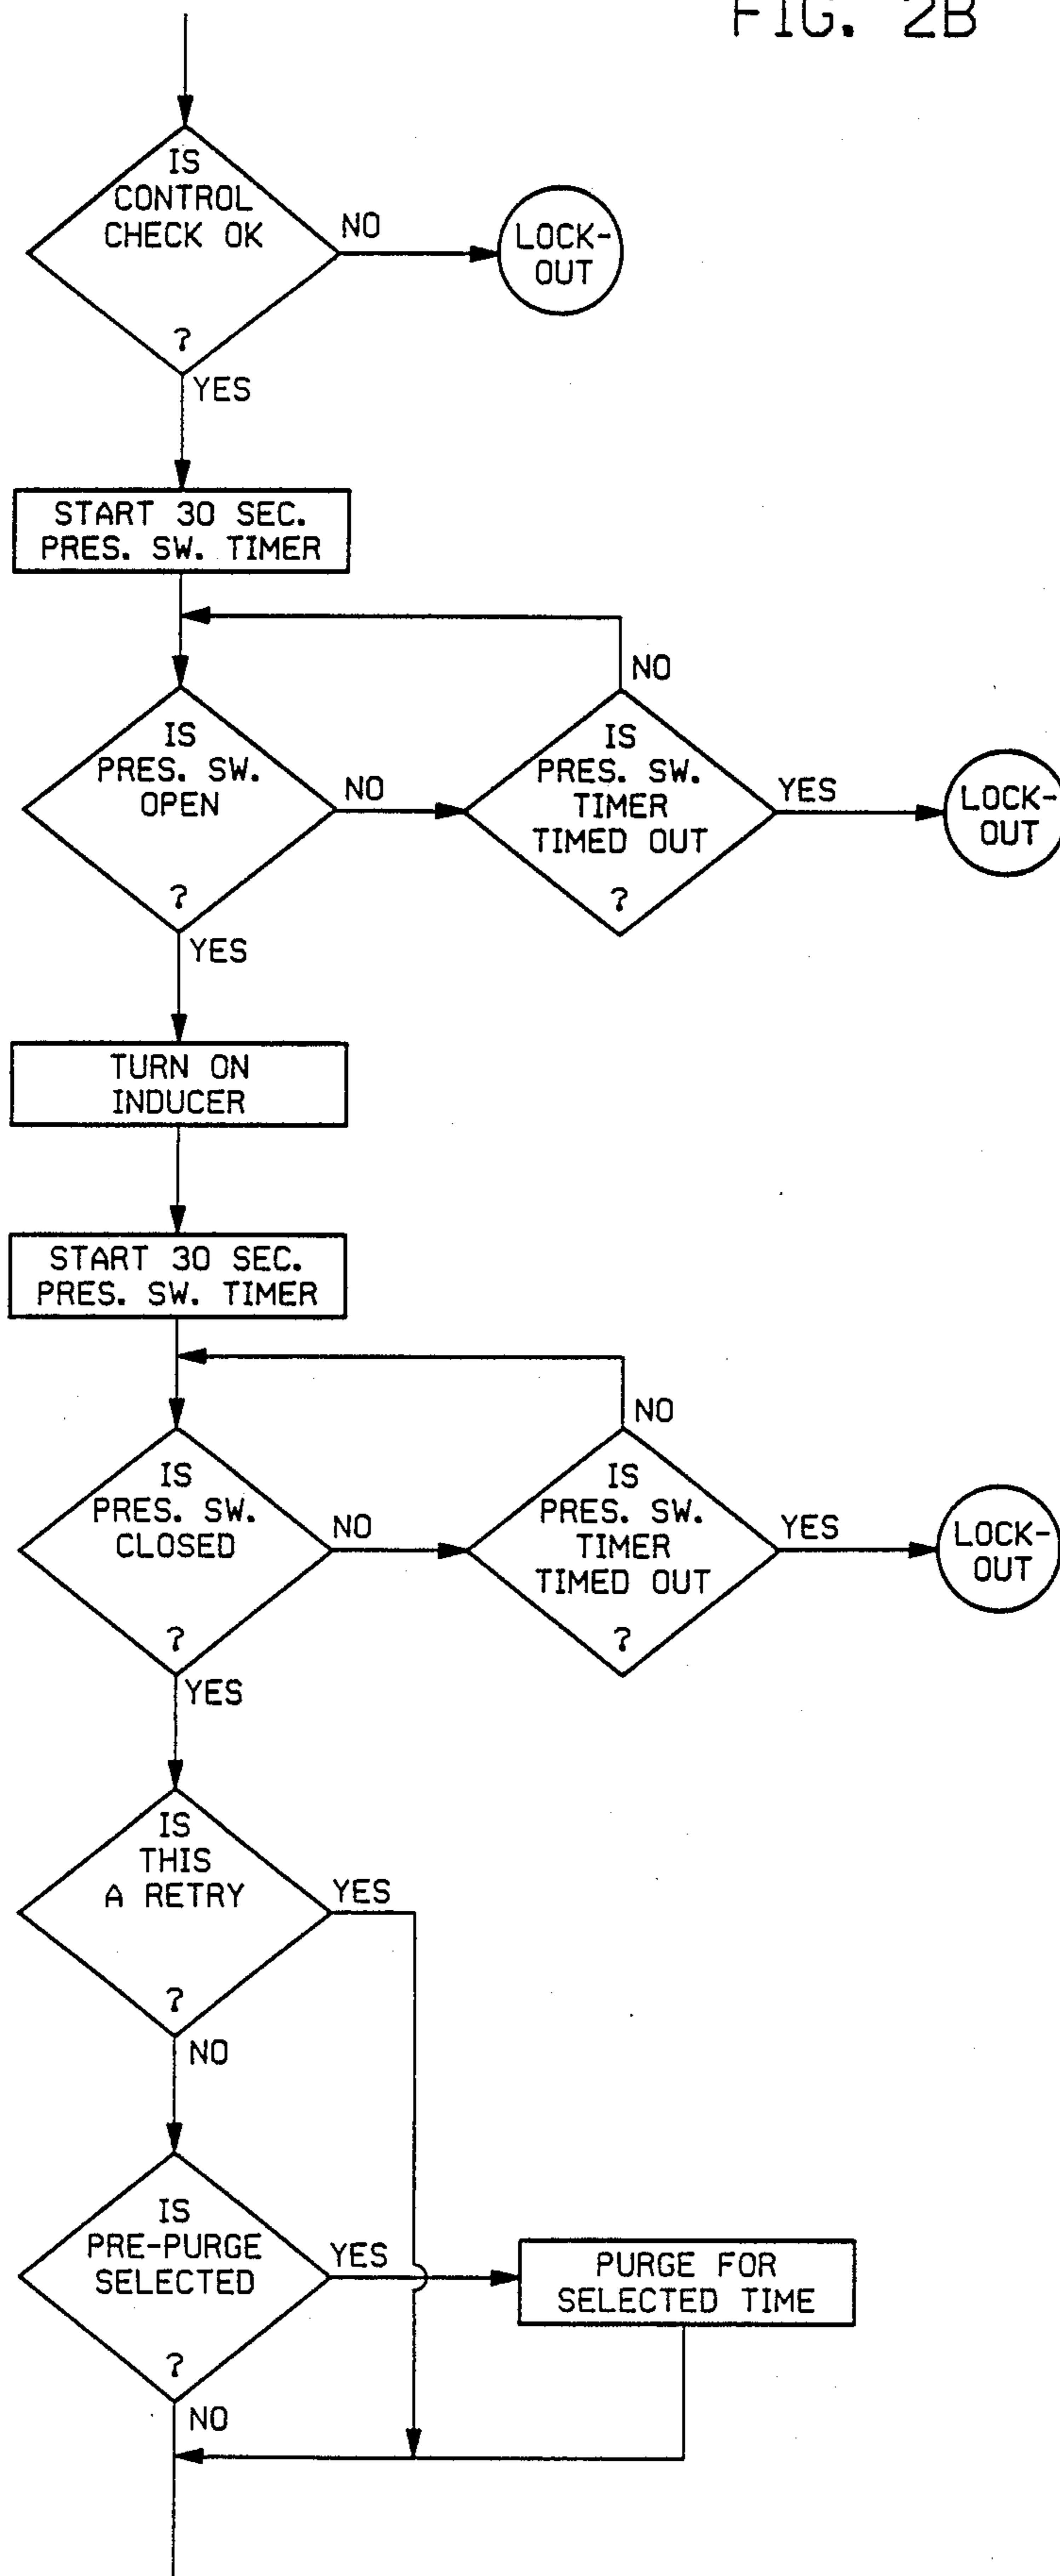 FIG. 2B
IS
CONTROL
CHECK OK
?
NO
LOCK-
OUT
YES
START 30 SEC.
PRES. SW. TIMER
NO
IS
PRES. SW.
OPEN
?
NO
IS
PRES. SW.
TIMER
TIMED OUT
?
YES
LOCK-
OUT
YES
TURN ON
INDUCER
START 30 SEC.
PRES. SW. TIMER
NO
IS
PRES. SW.
CLOSED
?
NO
IS
PRES. SW.
TIMER
TIMED OUT
?
YES
LOCK-
OUT
YES
IS
THIS
A RETRY
?
YES
NO
IS
PRE-PURGE
SELECTED
?
YES
PURGE FOR
SELECTED TIME
NO